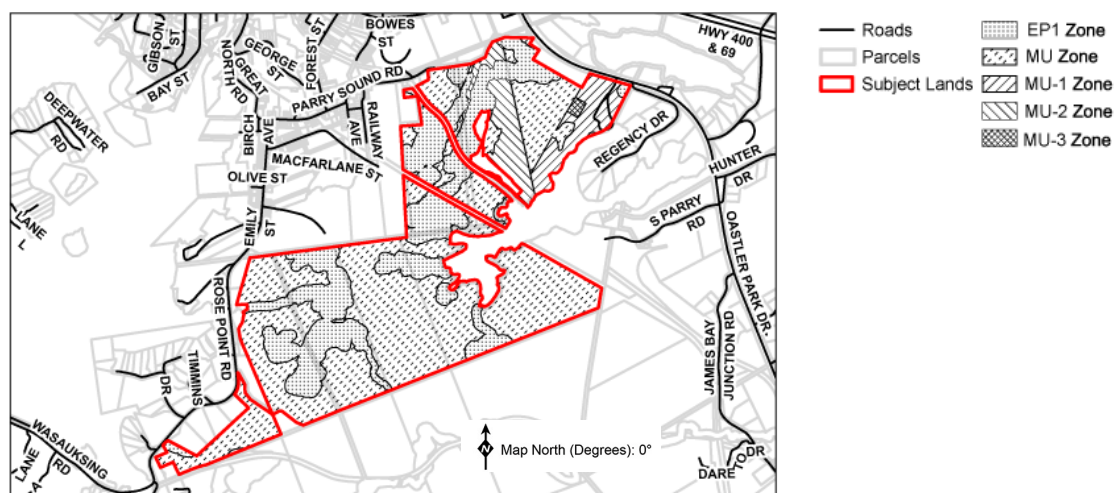 BOWES
ST
GIBSON
ST
BAY ST
GREAT
NORTH RD
GEORGE
ST
FOREST ST
PARRY SOUND RD
HWY 400
& 69
DEEPWATER
RD
BIRCH
AVE
RAILWAY
AVE
MACFARLANE ST
REGENCY DR
HUNTER
DR
OLIVE ST
LANE
L
EMILY
ST
S PARRY
RD
OASTLER PARK DR.
ROSE POINT RD
TIMMINS
DR
JAMES BAY
JUNCTION RD
WASAUKSING
RD
LANE
A
DARE TO DR
Map North (Degrees): 0°
N
Roads
Parcels
Subject Lands
EP1 Zone
MU Zone
MU-1 Zone
MU-2 Zone
MU-3 Zone